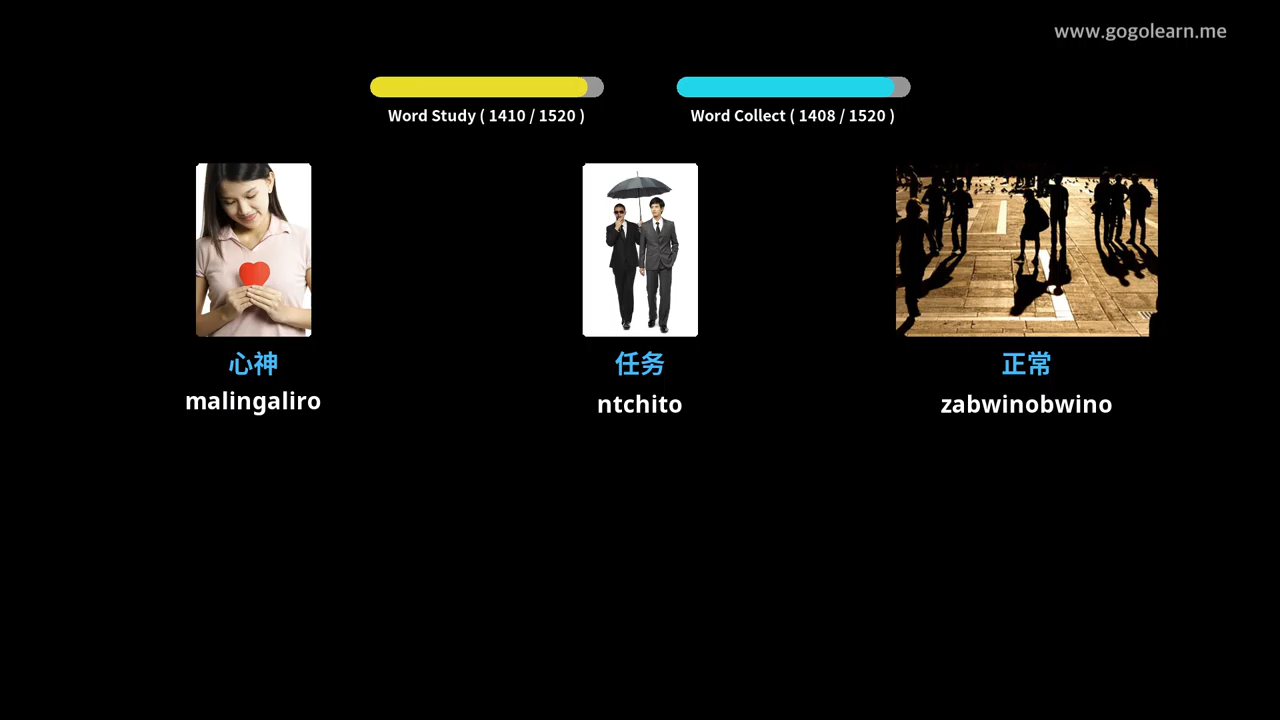 www.gogolearn.me
Word Study ( 1410 / 1520 )
Word Collect ( 1408 / 1520 )
心神
任务
正常
malingaliro
ntchito
zabwinobwino